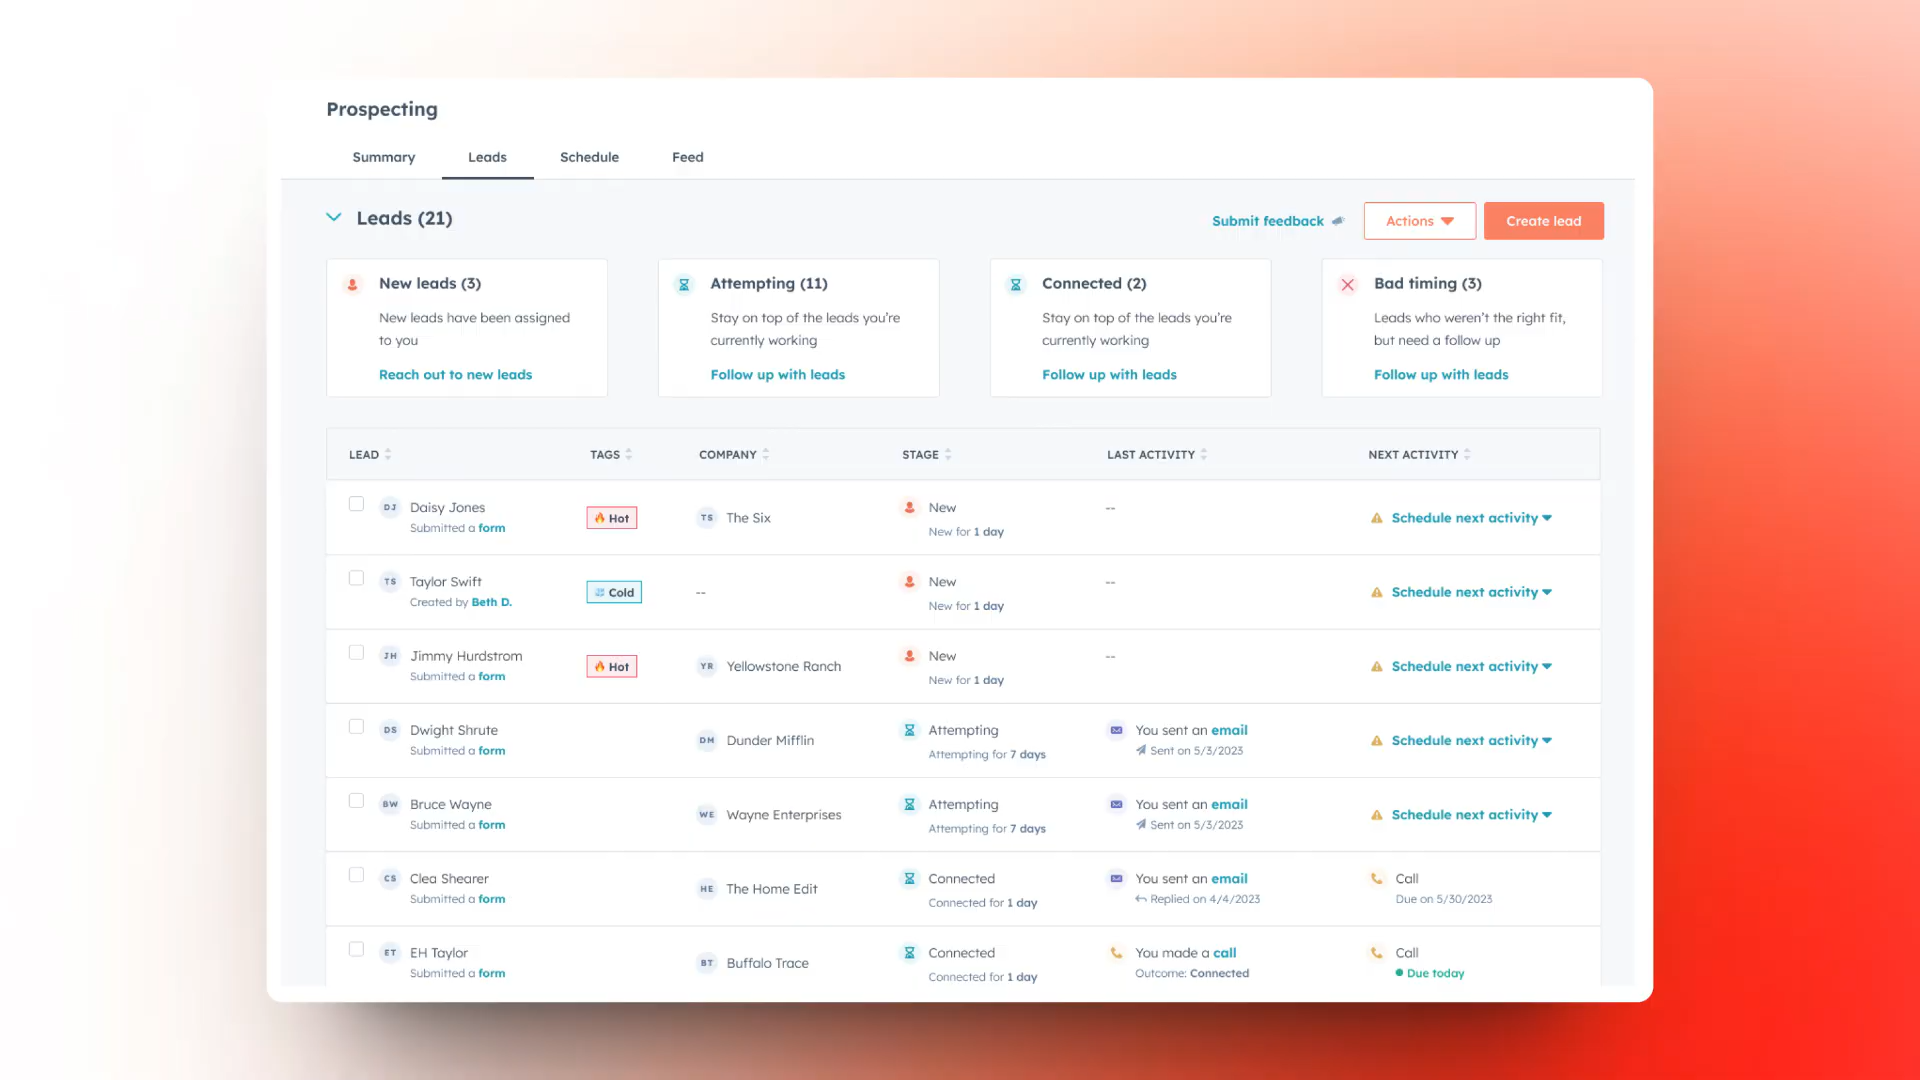 Prospecting
Summary Leads Schedule Feed
Leads (21)
Submit feedback Actions Create lead
New leads (3)
New leads have been assigned
to you
Reach out to new leads
Attempting (11)
Stay on top of the leads you're
currently working
Follow up with leads
Connected (2)
Stay on top of the leads you're
currently working
Follow up with leads
Bad timing (3)
Leads who weren't the right fit,
but need a follow up
Follow up with leads
LEAD TAGS COMPANY STAGE LAST ACTIVITY NEXT ACTIVITY
DJ Daisy Jones
Submitted a form
Hot
TS The Six
New
New for 1 day
--
Schedule next activity
TS Taylor Swift
Created by Beth D.
Cold
--
New
New for 1 day
--
Schedule next activity
JH Jimmy Hurdstrom
Submitted a form
Hot
YR Yellowstone Ranch
New
New for 1 day
--
Schedule next activity
DS Dwight Shrute
Submitted a form
DM Dunder Mifflin
Attempting
Attempting for 7 days
You sent an email
Sent on 5/3/2023
Schedule next activity
BW Bruce Wayne
Submitted a form
WE Wayne Enterprises
Attempting
Attempting for 7 days
You sent an email
Sent on 5/3/2023
Schedule next activity
CS Clea Shearer
Submitted a form
HE The Home Edit
Connected
Connected for 1 day
You sent an email
Replied on 4/4/2023
Call
Due on 5/30/2023
ET EH Taylor
Submitted a form
BT Buffalo Trace
Connected
Connected for 1 day
You made a call
Outcome: Connected
Call
Due today